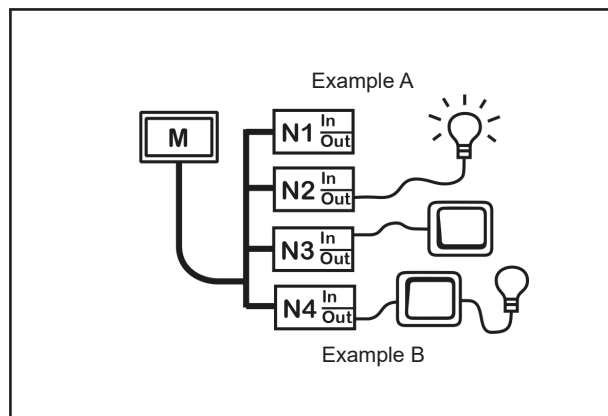 Example A
M
N1 In
Out
N2 In
Out
N3 In
Out
N4 In
Out
Example B